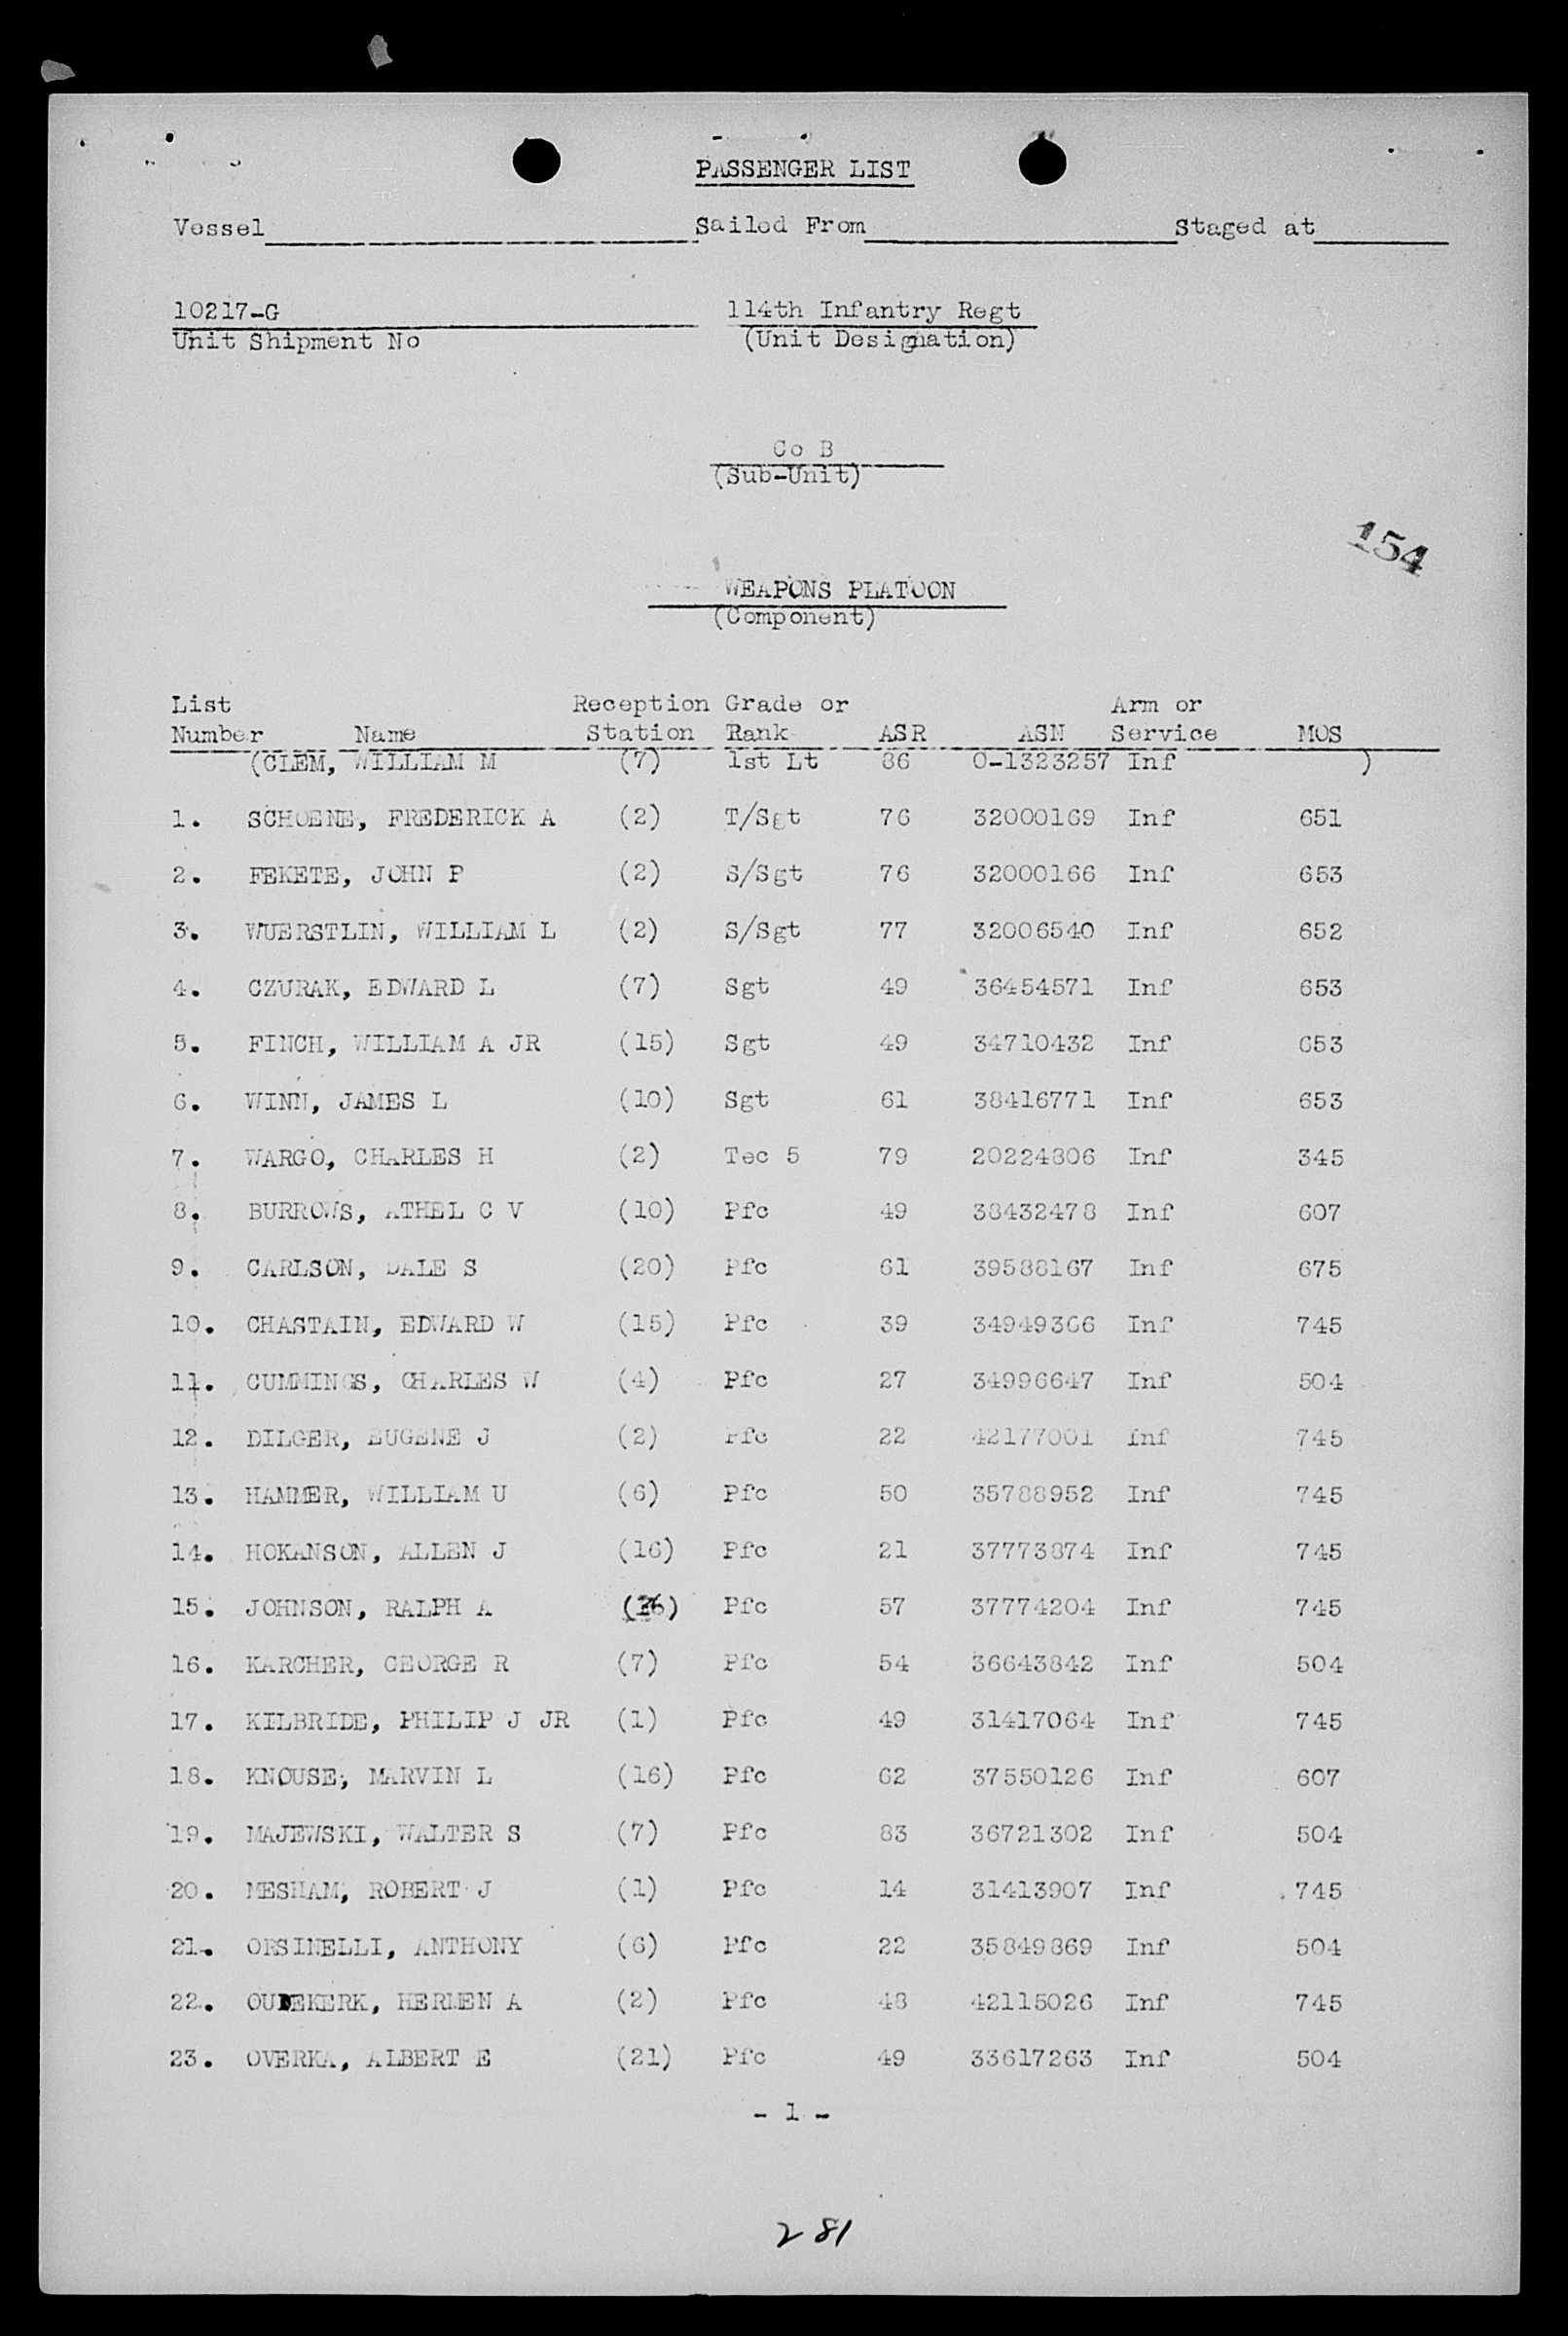 PASSENGER LIST
Vessel Sailed From Staged at
10217-G 114th Infantry Regt
Unit Shipment No (Unit Designation)
Co B
(Sub-Unit)
154
WEAPONS PLATOON
(Component)
List Reception Grade or Arm or
Number Name Station Rank ASR ASN Service MOS
(CLEM, WILLIAM M (7) 1st Lt 86 O-1323257 Inf )
1. SCHOENE, FREDERICK A (2) T/Sgt 76 32000169 Inf 651
2. FEKETE, JOHN P (2) S/Sgt 76 32000166 Inf 653
3. WUERSTLIN, WILLIAM L (2) S/Sgt 77 32006540 Inf 652
4. CZURAK, EDWARD L (7) Sgt 49 36454571 Inf 653
5. FINCH, WILLIAM A JR (15) Sgt 49 34710432 Inf 653
6. WINN, JAMES L (10) Sgt 61 38416771 Inf 653
7. WARGO, CHARLES H (2) Tec 5 79 20224806 Inf 345
8. BURROWS, ATHEL C V (10) Pfc 49 38432478 Inf 607
9. CARLSON, DALE S (20) Pfc 61 39588167 Inf 675
10. CHASTAIN, EDWARD W (15) Pfc 39 34949366 Inf 745
11. CUMMINGS, CHARLES W (4) Pfc 27 34996647 Inf 504
12. DILGER, EUGENE J (2) Pfc 22 42177001 Inf 745
13. HAMMER, WILLIAM U (6) Pfc 50 35788952 Inf 745
14. HOKANSON, ALLEN J (16) Pfc 21 37773874 Inf 745
15. JOHNSON, RALPH A Pfc 57 37774204 Inf 745
16. KARCHER, GEORGE R (7) Pfc 54 36643842 Inf 504
17. KILBRIDE, PHILIP J JR (1) Pfc 49 31417064 Inf 745
18. KNOUSE, MARVIN L (16) Pfc 62 37550126 Inf 607
19. MAJEWSKI, WALTER S (7) Pfc 83 36721302 Inf 504
20. MESHAM, ROBERT J (1) Pfc 14 31413907 Inf 745
21. ORSINELLI, ANTHONY (6) Pfc 22 35849869 Inf 504
22. OUDEKERK, HERMEN A (2) Pfc 48 42115026 Inf 745
23. OVERKA, ALBERT E (21) Pfc 49 33617263 Inf 504
- 1 -
281